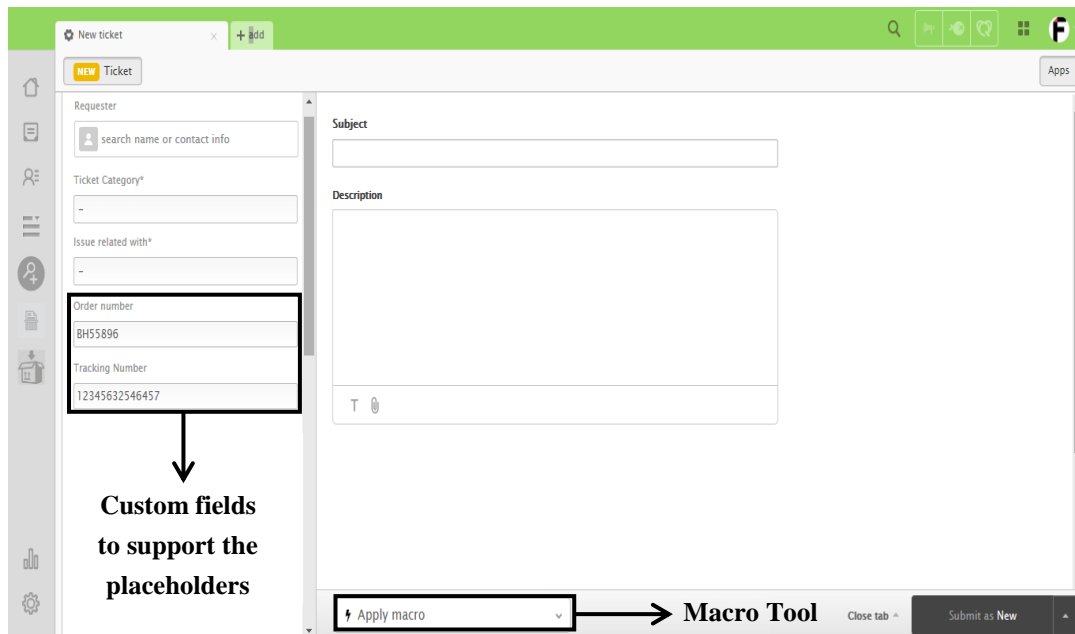 New ticket x + add
F
NEW Ticket
Apps
Requester
search name or contact info
Ticket Category*
-
Issue related with*
-
Order number
BH55896
Tracking Number
12345632546457
Custom fields
to support the
placeholders
Subject
Description
T
Apply macro
Macro Tool
Close tab
Submit as New